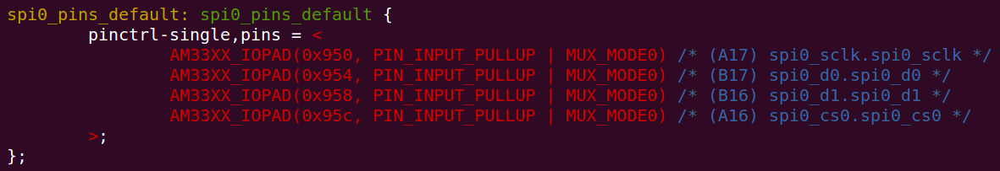 spi0_pins_default: spi0_pins_default {
        pinctrl-single,pins = <
                AM33XX_IOPAD(0x950, PIN_INPUT_PULLUP | MUX_MODE0) /* (A17) spi0_sclk.spi0_sclk */
                AM33XX_IOPAD(0x954, PIN_INPUT_PULLUP | MUX_MODE0) /* (B17) spi0_d0.spi0_d0 */
                AM33XX_IOPAD(0x958, PIN_INPUT_PULLUP | MUX_MODE0) /* (B16) spi0_d1.spi0_d1 */
                AM33XX_IOPAD(0x95c, PIN_INPUT_PULLUP | MUX_MODE0) /* (A16) spi0_cs0.spi0_cs0 */
        >;
};